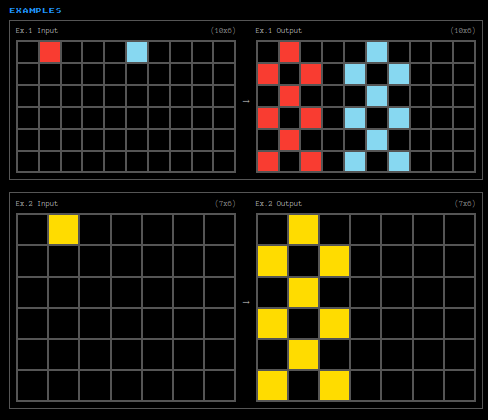 EXAMPLES
Ex.1 Input (10x6) Ex.1 Output (10x6)
→
Ex.2 Input (7x6) Ex.2 Output (7x6)
→